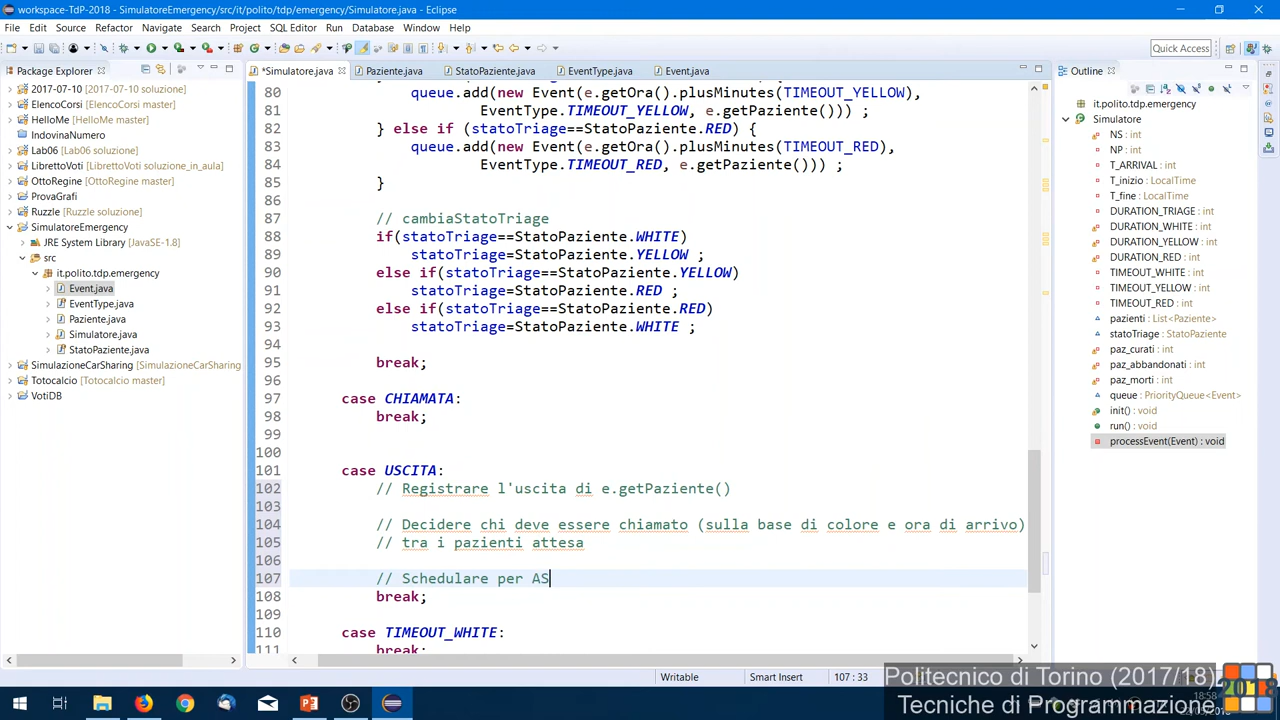 workspace-TdP-2018 - SimulatoreEmergency/src/it/polito/tdp/emergency/Simulatore.java - Eclipse
File Edit Source Refactor Navigate Search Project SQL Editor Run Database Window Help
Quick Access
Package Explorer
*Simulatore.java Paziente.java StatoPaziente.java EventType.java Event.java
Outline
2017-07-10 (2017-07-10 soluzione)
ElencoCorsi (ElencoCorsi master)
HelloMe (HelloMe master)
IndovinaNumero
Lab06 (Lab06 soluzione)
LibrettoVoti (LibrettoVoti soluzione_in_aula)
OttoRegine (OttoRegine master)
ProvaGrafi
Ruzzle (Ruzzle soluzione)
SimulatoreEmergency
JRE System Library [JavaSE-1.8]
src
it.polito.tdp.emergency
Event.java
EventType.java
Paziente.java
Simulatore.java
StatoPaziente.java
SimulazioneCarSharing (SimulazioneCarSharing
Totocalcio (Totocalcio master)
VotiDB
80 queue.add(new Event(e.getOra().plusMinutes(TIMEOUT_YELLOW),
81 EventType.TIMEOUT_YELLOW, e.getPaziente())) ;
82 } else if (statoTriage==StatoPaziente.RED) {
83 queue.add(new Event(e.getOra().plusMinutes(TIMEOUT_RED),
84 EventType.TIMEOUT_RED, e.getPaziente())) ;
85 }
86
87 // cambiaStatoTriage
88 if(statoTriage==StatoPaziente.WHITE)
89 statoTriage=StatoPaziente.YELLOW ;
90 else if(statoTriage==StatoPaziente.YELLOW)
91 statoTriage=StatoPaziente.RED ;
92 else if(statoTriage==StatoPaziente.RED)
93 statoTriage=StatoPaziente.WHITE ;
94
95 break;
96
97 case CHIAMATA:
98 break;
99
100
101 case USCITA:
102 // Registrare l'uscita di e.getPaziente()
103
104 // Decidere chi deve essere chiamato (sulla base di colore e ora di arrivo)
105 // tra i pazienti attesa
106
107 // Schedulare per AS
108 break;
109
110 case TIMEOUT_WHITE:
111 break;
it.polito.tdp.emergency
Simulatore
NS : int
NP : int
T_ARRIVAL : int
T_inizio : LocalTime
T_fine : LocalTime
DURATION_TRIAGE : int
DURATION_WHITE : int
DURATION_YELLOW : int
DURATION_RED : int
TIMEOUT_WHITE : int
TIMEOUT_YELLOW : int
TIMEOUT_RED : int
pazienti : List<Paziente>
statoTriage : StatoPaziente
paz_curati : int
paz_abbandonati : int
paz_morti : int
queue : PriorityQueue<Event>
init() : void
run() : void
processEvent(Event) : void
Writable Smart Insert 107 : 33
Politecnico di Torino (2017/18)
18:58
Tecniche di Programmazione
2018